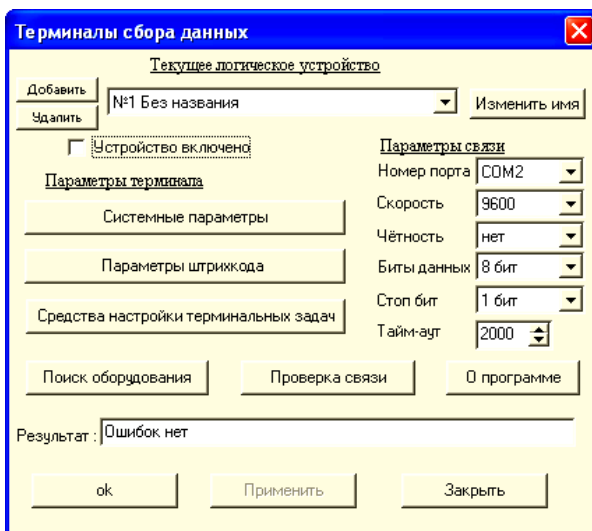 Терминалы сбора данных
Текущее логическое устройство
Добавить
Удалить
№1 Без названия
Изменить имя
Устройство включено
Параметры связи
Номер порта COM2
Параметры терминала
Скорость 9600
Системные параметры
Чётность нет
Параметры штрихкода
Биты данных 8 бит
Стоп бит 1 бит
Средства настройки терминальных задач
Тайм-аут 2000
Поиск оборудования
Проверка связи
О программе
Результат : Ошибок нет
ok
Применить
Закрыть